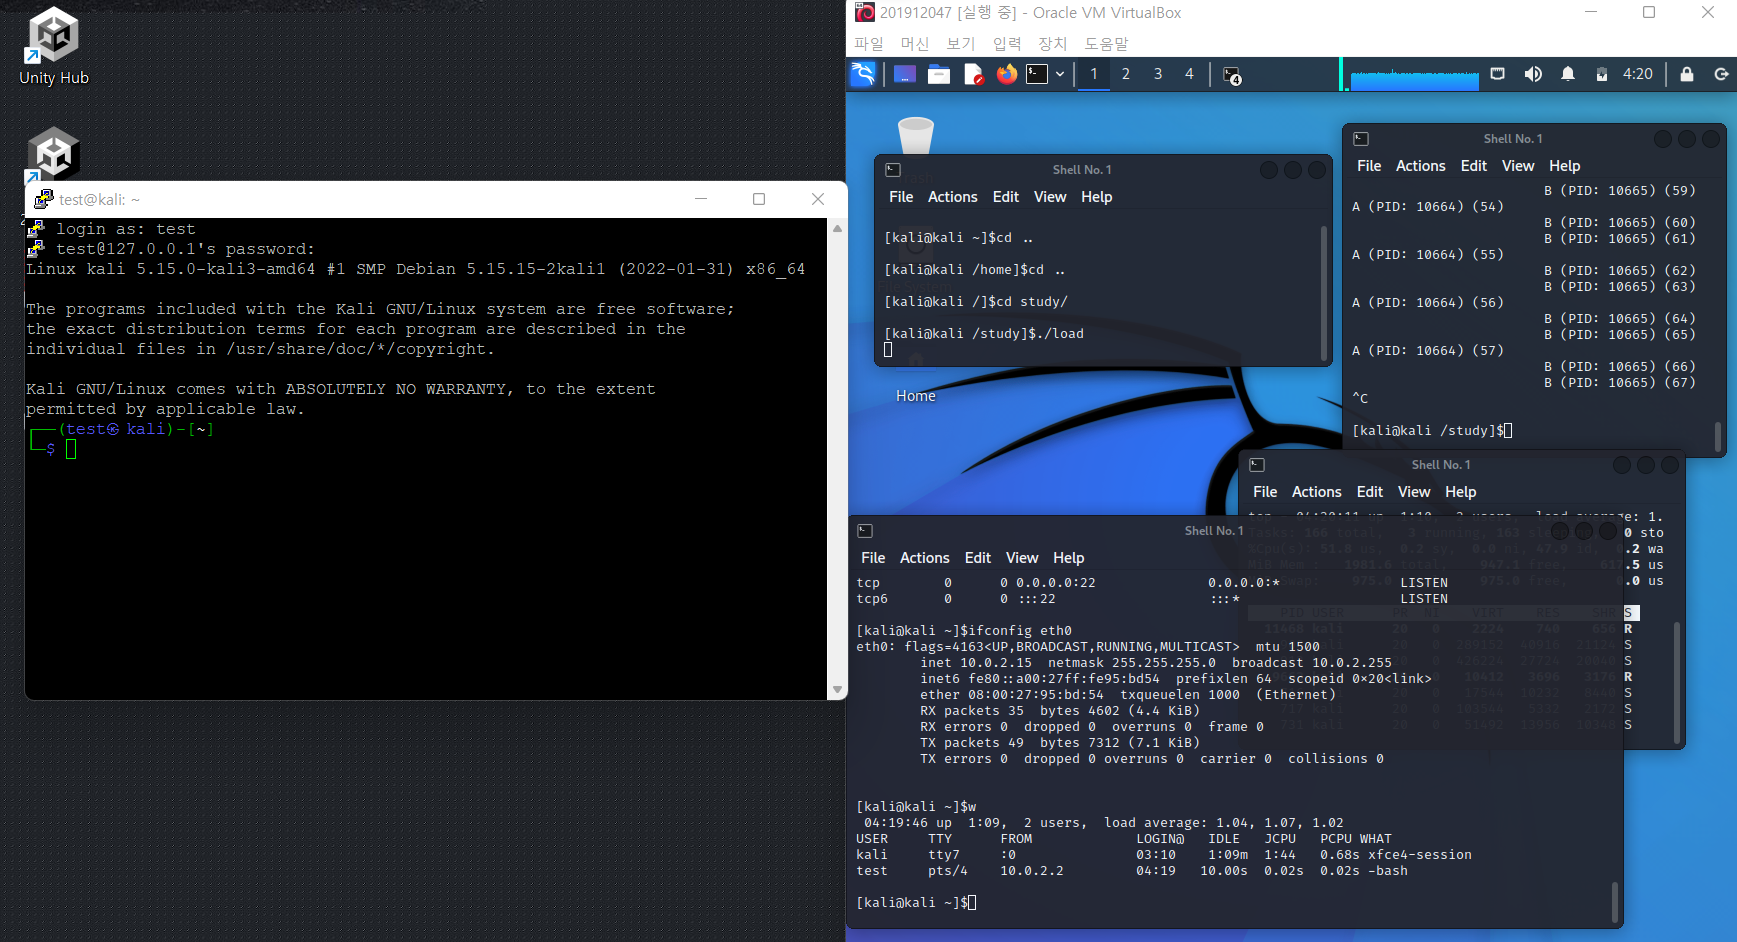 Unity Hub
test@kali: ~
login as: test
test@127.0.0.1's password:
Linux kali 5.15.0-kali3-amd64 #1 SMP Debian 5.15.15-2kali1 (2022-01-31) x86_64
The programs included with the Kali GNU/Linux system are free software;
the exact distribution terms for each program are described in the
individual files in /usr/share/doc/*/copyright.
Kali GNU/Linux comes with ABSOLUTELY NO WARRANTY, to the extent
permitted by applicable law.
┌──(test㉿kali)-[~]
└─$
201912047 [실행 중] - Oracle VM VirtualBox
파일 머신 보기 입력 장치 도움말
1 2 3 4 4 4:20
Shell No. 1
File Actions Edit View Help
[kali@kali ~]$cd ..
[kali@kali /home]$cd ..
[kali@kali /]$cd study/
[kali@kali /study]$./load
Home
Shell No. 1
File Actions Edit View Help
B (PID: 10665) (59)
A (PID: 10664) (54)
B (PID: 10665) (60)
B (PID: 10665) (61)
A (PID: 10664) (55)
B (PID: 10665) (62)
B (PID: 10665) (63)
A (PID: 10664) (56)
B (PID: 10665) (64)
B (PID: 10665) (65)
A (PID: 10664) (57)
B (PID: 10665) (66)
B (PID: 10665) (67)
^C
[kali@kali /study]$
Shell No. 1
File Actions Edit View Help
PID USER PR NI VIRT RES SHR S
Shell No. 1
File Actions Edit View Help
tcp 0 0 0.0.0.0:22 0.0.0.0:* LISTEN
tcp6 0 0 :::22 :::* LISTEN
[kali@kali ~]$ifconfig eth0
eth0: flags=4163<UP,BROADCAST,RUNNING,MULTICAST> mtu 1500
inet 10.0.2.15 netmask 255.255.255.0 broadcast 10.0.2.255
inet6 fe80::a00:27ff:fe95:bd54 prefixlen 64 scopeid 0×20<link>
ether 08:00:27:95:bd:54 txqueuelen 1000 (Ethernet)
RX packets 35 bytes 4602 (4.4 KiB)
RX errors 0 dropped 0 overruns 0 frame 0
TX packets 49 bytes 7312 (7.1 KiB)
TX errors 0 dropped 0 overruns 0 carrier 0 collisions 0
[kali@kali ~]$w
04:19:46 up 1:09, 2 users, load average: 1.04, 1.07, 1.02
USER TTY FROM LOGIN@ IDLE JCPU PCPU WHAT
kali tty7 :0 03:10 1:09m 1:44 0.68s xfce4-session
test pts/4 10.0.2.2 04:19 10.00s 0.02s 0.02s -bash
[kali@kali ~]$